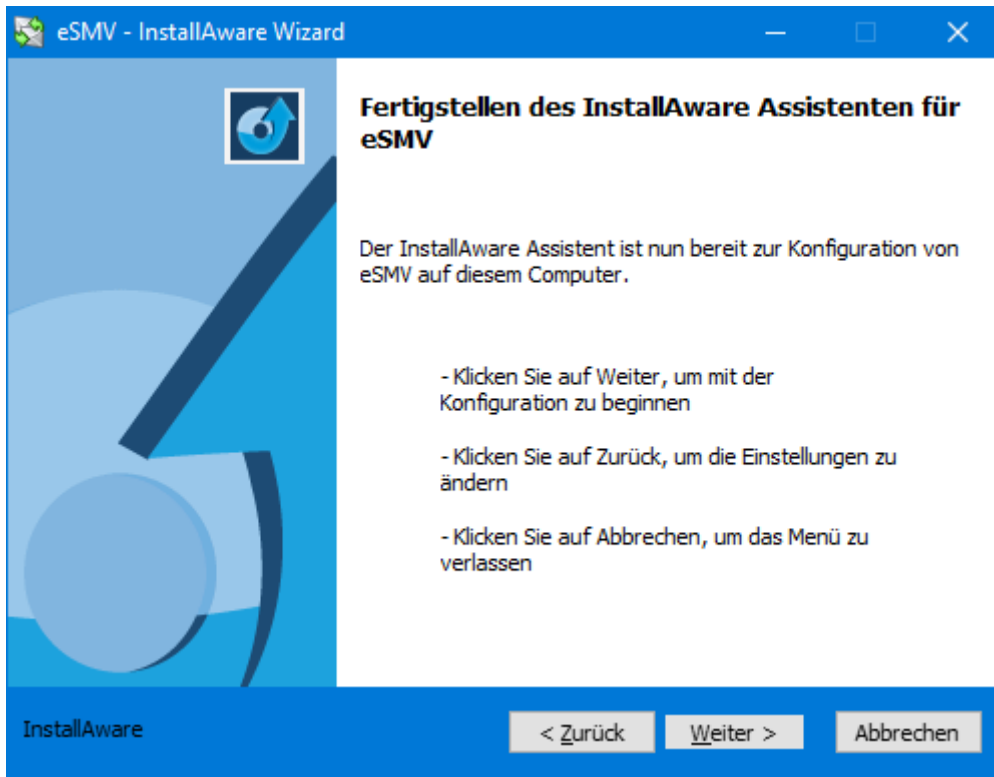 eSMV - InstallAware Wizard
Fertigstellen des InstallAware Assistenten für
eSMV
Der InstallAware Assistent ist nun bereit zur Konfiguration von
eSMV auf diesem Computer.
- Klicken Sie auf Weiter, um mit der
Konfiguration zu beginnen
- Klicken Sie auf Zurück, um die Einstellungen zu
ändern
- Klicken Sie auf Abbrechen, um das Menü zu
verlassen
InstallAware
< Zurück
Weiter >
Abbrechen